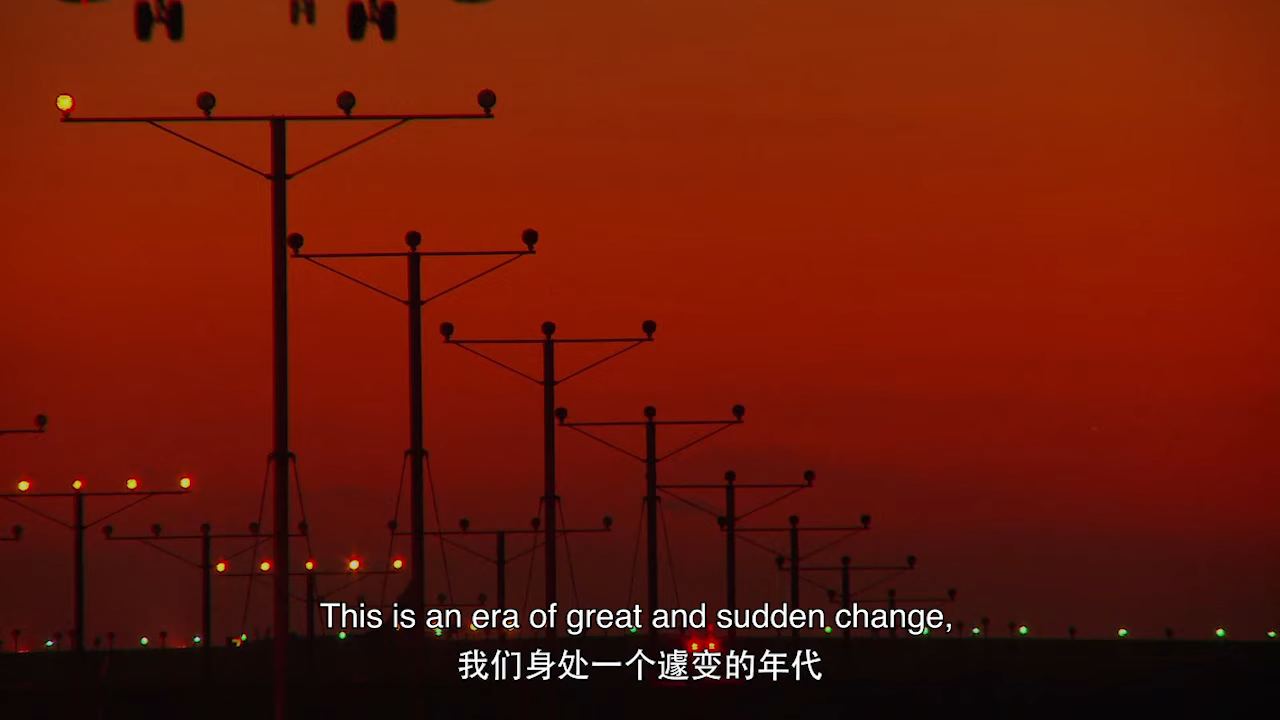 This is an era of great and sudden change,
我们身处一个遽变的年代